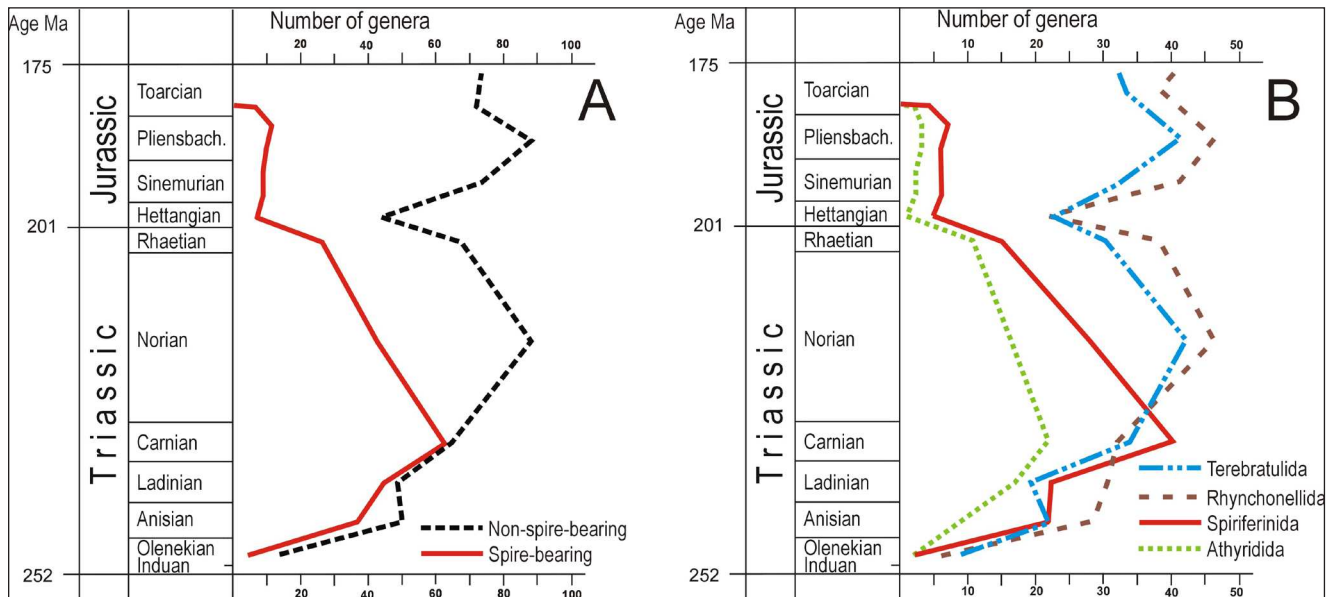 Age Ma
Number of genera
20 40 60 80 100
175
Jurassic
Toarcian
Pliensbach.
Sinemurian
Hettangian
201
Triassic
Rhaetian
Norian
Carnian
Ladinian
Anisian
Olenekian
Induan
252
20 40 60 80 100
A
Non-spire-bearing
Spire-bearing
Age Ma
Number of genera
10 20 30 40 50
175
Jurassic
Toarcian
Pliensbach.
Sinemurian
Hettangian
201
Triassic
Rhaetian
Norian
Carnian
Ladinian
Anisian
Olenekian
Induan
252
10 20 30 40 50
B
Terebratulida
Rhynchonellida
Spiriferinida
Athyridida